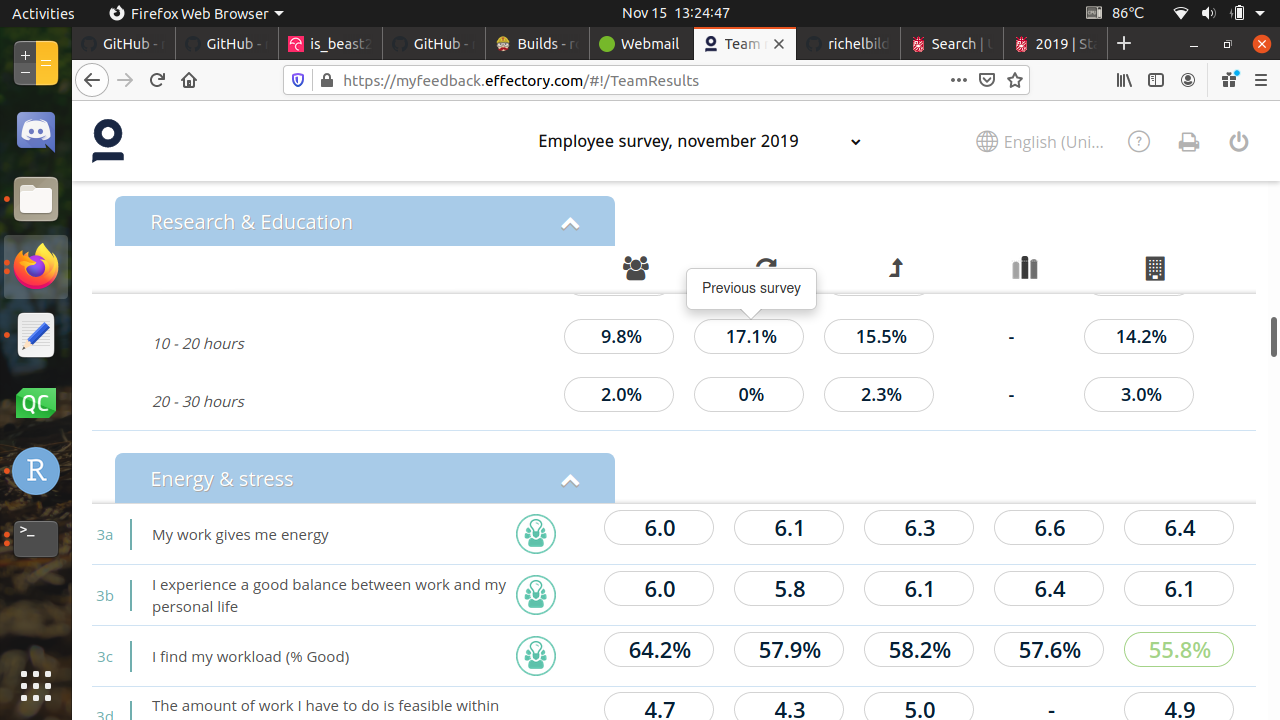 Activities Firefox Web Browser Nov 15 13:24:47 86°C
GitHub - GitHub - is_beast2 GitHub - Builds - Webmail Team richelbild Search | 2019 |
https://myfeedback.effectory.com/#!/TeamResults
Employee survey, november 2019 English (Uni... ?
Research & Education
Previous survey
10 - 20 hours 9.8% 17.1% 15.5% - 14.2%
20 - 30 hours 2.0% 0% 2.3% - 3.0%
Energy & stress
3a My work gives me energy 6.0 6.1 6.3 6.6 6.4
3b I experience a good balance between work and my
personal life 6.0 5.8 6.1 6.4 6.1
3c I find my workload (% Good) 64.2% 57.9% 58.2% 57.6% 55.8%
3d The amount of work I have to do is feasible within 4.7 4.3 5.0 - 4.9
QC
R
>_